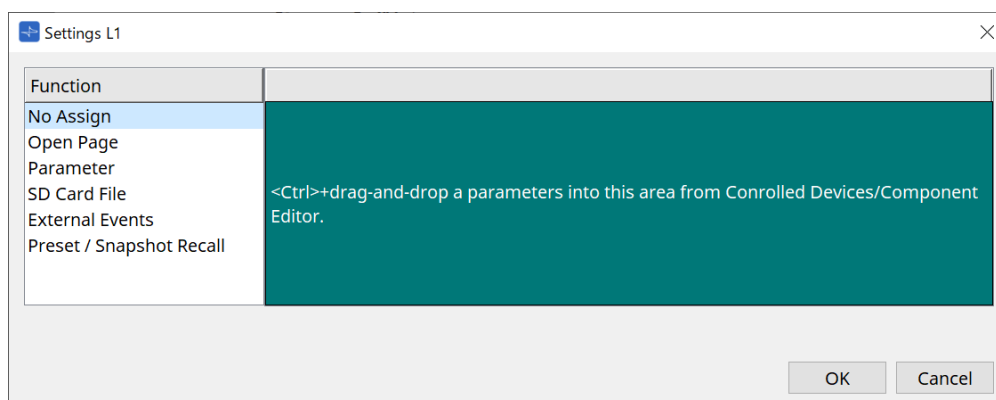 Settings L1
Function
No Assign
Open Page
Parameter
SD Card File
External Events
Preset / Snapshot Recall
<Ctrl>+drag-and-drop a parameters into this area from Conrolled Devices/Component
Editor.
OK
Cancel